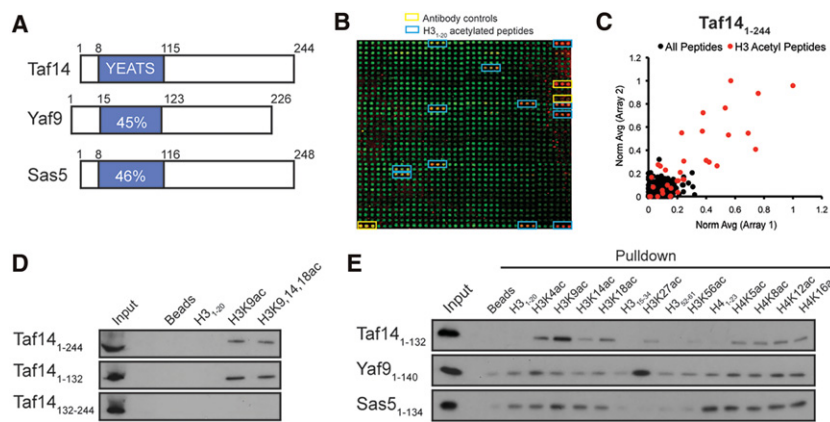 A
1 8 115 244
Taf14 YEATS
1 15 123 226
Yaf9 45%
1 8 116 248
Sas5 46%
B
Antibody controls
H3₁₋₂₀ acetylated peptides
C
Taf14₁₋₂₄₄
All Peptides H3 Acetyl Peptides
Norm Avg (Array 2)
1.2
1
0.8
0.6
0.4
0.2
0
0 0.2 0.4 0.6 0.8 1 1.2
Norm Avg (Array 1)
D
Input Beads H3₁₋₂₀ H3K9ac H3K9,14,18ac
Taf14₁₋₂₄₄
Taf14₁₋₁₃₂
Taf14₁₃₂₋₂₄₄
E
Pulldown
Input Beads H3₁₋₂₀ H3K4ac H3K9ac H3K14ac H3K18ac H3₁₅₋₃₄ H3K27ac H3₅₂₋₆₁ H3K56ac H4₁₋₂₃ H4K5ac H4K8ac H4K12ac H4K16ac
Taf14₁₋₁₃₂
Yaf9₁₋₁₄₀
Sas5₁₋₁₃₄